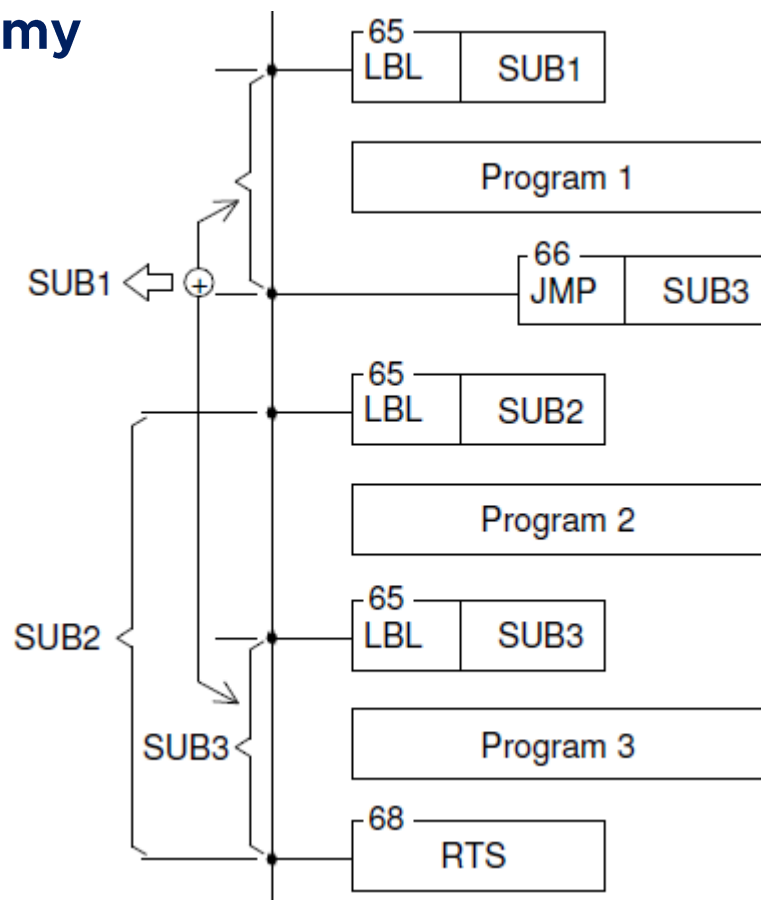 my
65
LBL SUB1
Program 1
66
SUB1 + JMP SUB3
65
LBL SUB2
Program 2
65
SUB2 LBL SUB3
SUB3 Program 3
68
RTS